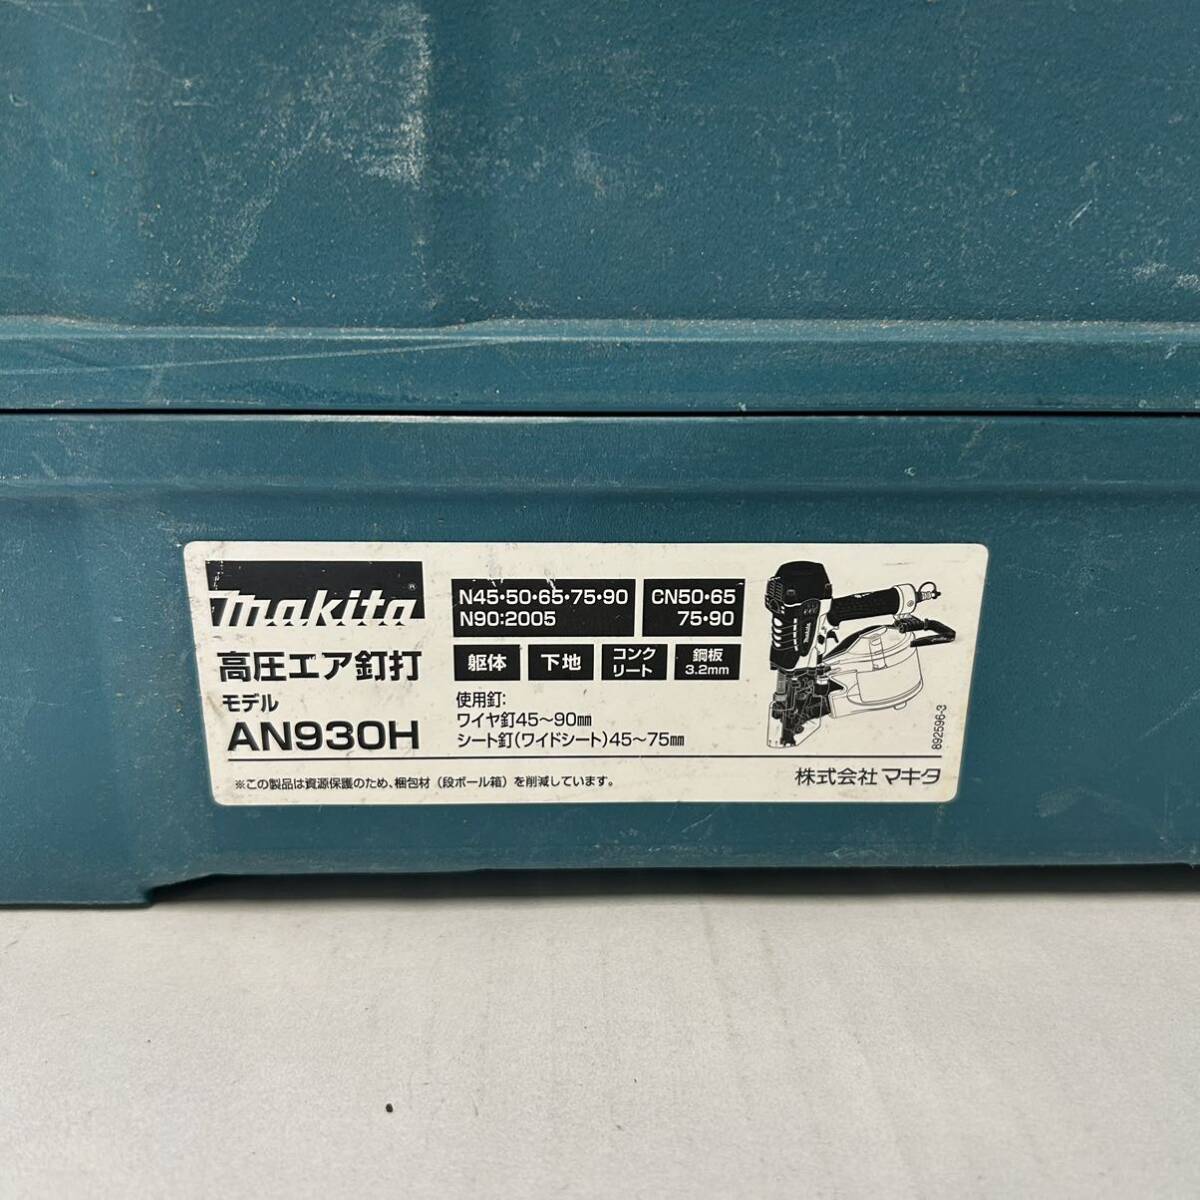 makita
高圧エア釘打
モデル
AN930H
N45・50・65・75・90
N90:2005
CN50・65
75・90
躯体
下地
コンク
リート
鋼板
3.2mm
使用釘:
ワイヤ釘45～90㎜
シート釘(ワイドシート)45～75㎜
makita
892596-3
※この製品は資源保護のため、梱包材(段ボール箱)を削減しています。
株式会社 マキタ